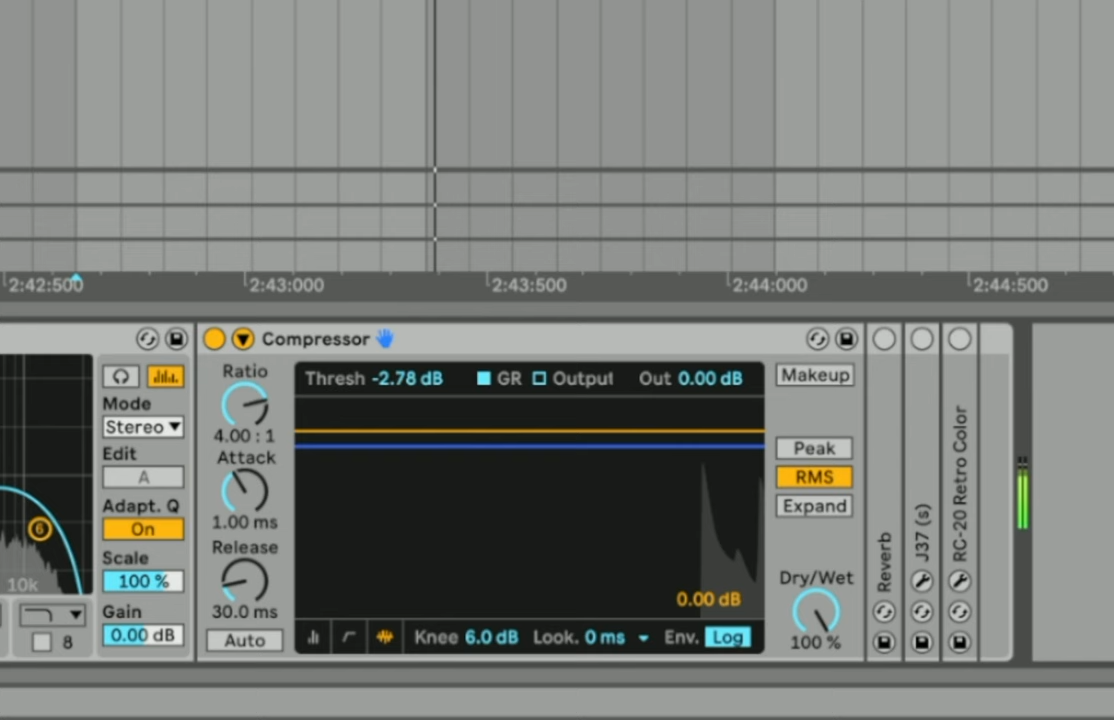 2:42:500 2:43:000 2:43:500 2:44:000 2:44:500
Mode
Stereo
Edit
A
Adapt. Q
On
Scale
100 %
Gain
0.00 dB
6
10k
8
Compressor
Ratio
4.00 : 1
Attack
1.00 ms
Release
30.0 ms
Auto
Thresh -2.78 dB GR Output Out 0.00 dB
0.00 dB
Knee 6.0 dB Look. 0 ms Env. Log
Makeup
Peak
RMS
Expand
Dry/Wet
100 %
Reverb
J37 (s)
RC-20 Retro Color